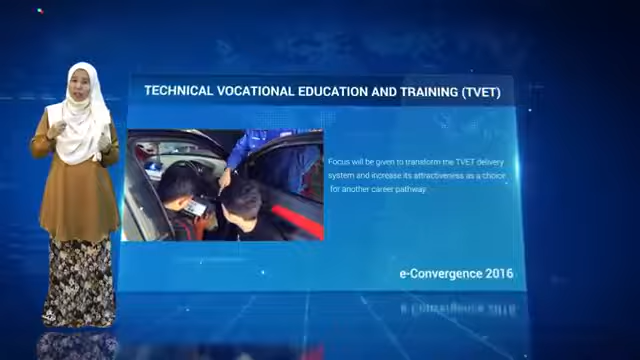 TECHNICAL VOCATIONAL EDUCATION AND TRAINING (TVET)
Focus will be given to transform the TVET delivery
system and increase its attractiveness as a choice
for another career pathway
e-Convergence 2016